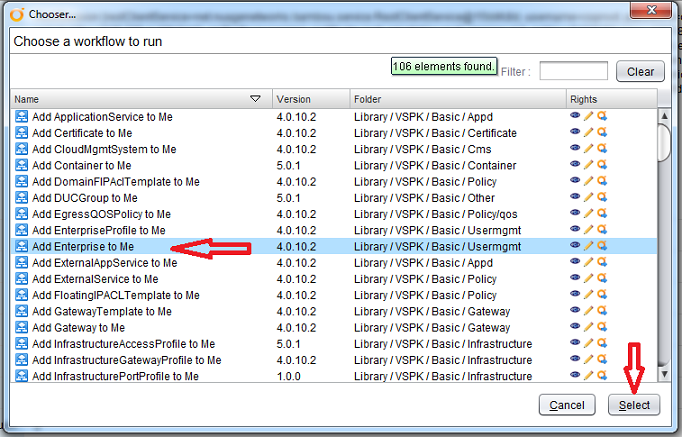 Chooser...
Choose a workflow to run
106 elements found. Filter : Clear
Name Version Folder Rights
Add ApplicationService to Me 4.0.10.2 Library / VSPK / Basic / Appd
Add Certificate to Me 4.0.10.2 Library / VSPK / Basic / Certificate
Add CloudMgmtSystem to Me 4.0.10.2 Library / VSPK / Basic / Cms
Add Container to Me 5.0.1 Library / VSPK / Basic / Container
Add DomainFIPAclTemplate to Me 4.0.10.2 Library / VSPK / Basic / Policy
Add DUCGroup to Me 5.0.1 Library / VSPK / Basic / Other
Add EgressQOSPolicy to Me 4.0.10.2 Library / VSPK / Basic / Policy/qos
Add EnterpriseProfile to Me 4.0.10.2 Library / VSPK / Basic / Usermgmt
Add Enterprise to Me 4.0.10.2 Library / VSPK / Basic / Usermgmt
Add ExternalAppService to Me 4.0.10.2 Library / VSPK / Basic / Appd
Add ExternalService to Me 4.0.10.2 Library / VSPK / Basic / Policy
Add FloatingIPACLTemplate to Me 4.0.10.2 Library / VSPK / Basic / Policy
Add GatewayTemplate to Me 4.0.10.2 Library / VSPK / Basic / Gateway
Add Gateway to Me 4.0.10.2 Library / VSPK / Basic / Gateway
Add InfrastructureAccessProfile to Me 5.0.1 Library / VSPK / Basic / Infrastructure
Add InfrastructureGatewayProfile to Me 4.0.10.2 Library / VSPK / Basic / Infrastructure
Add InfrastructurePortProfile to Me 1.0.0 Library / VSPK / Basic / Infrastructure
Cancel Select